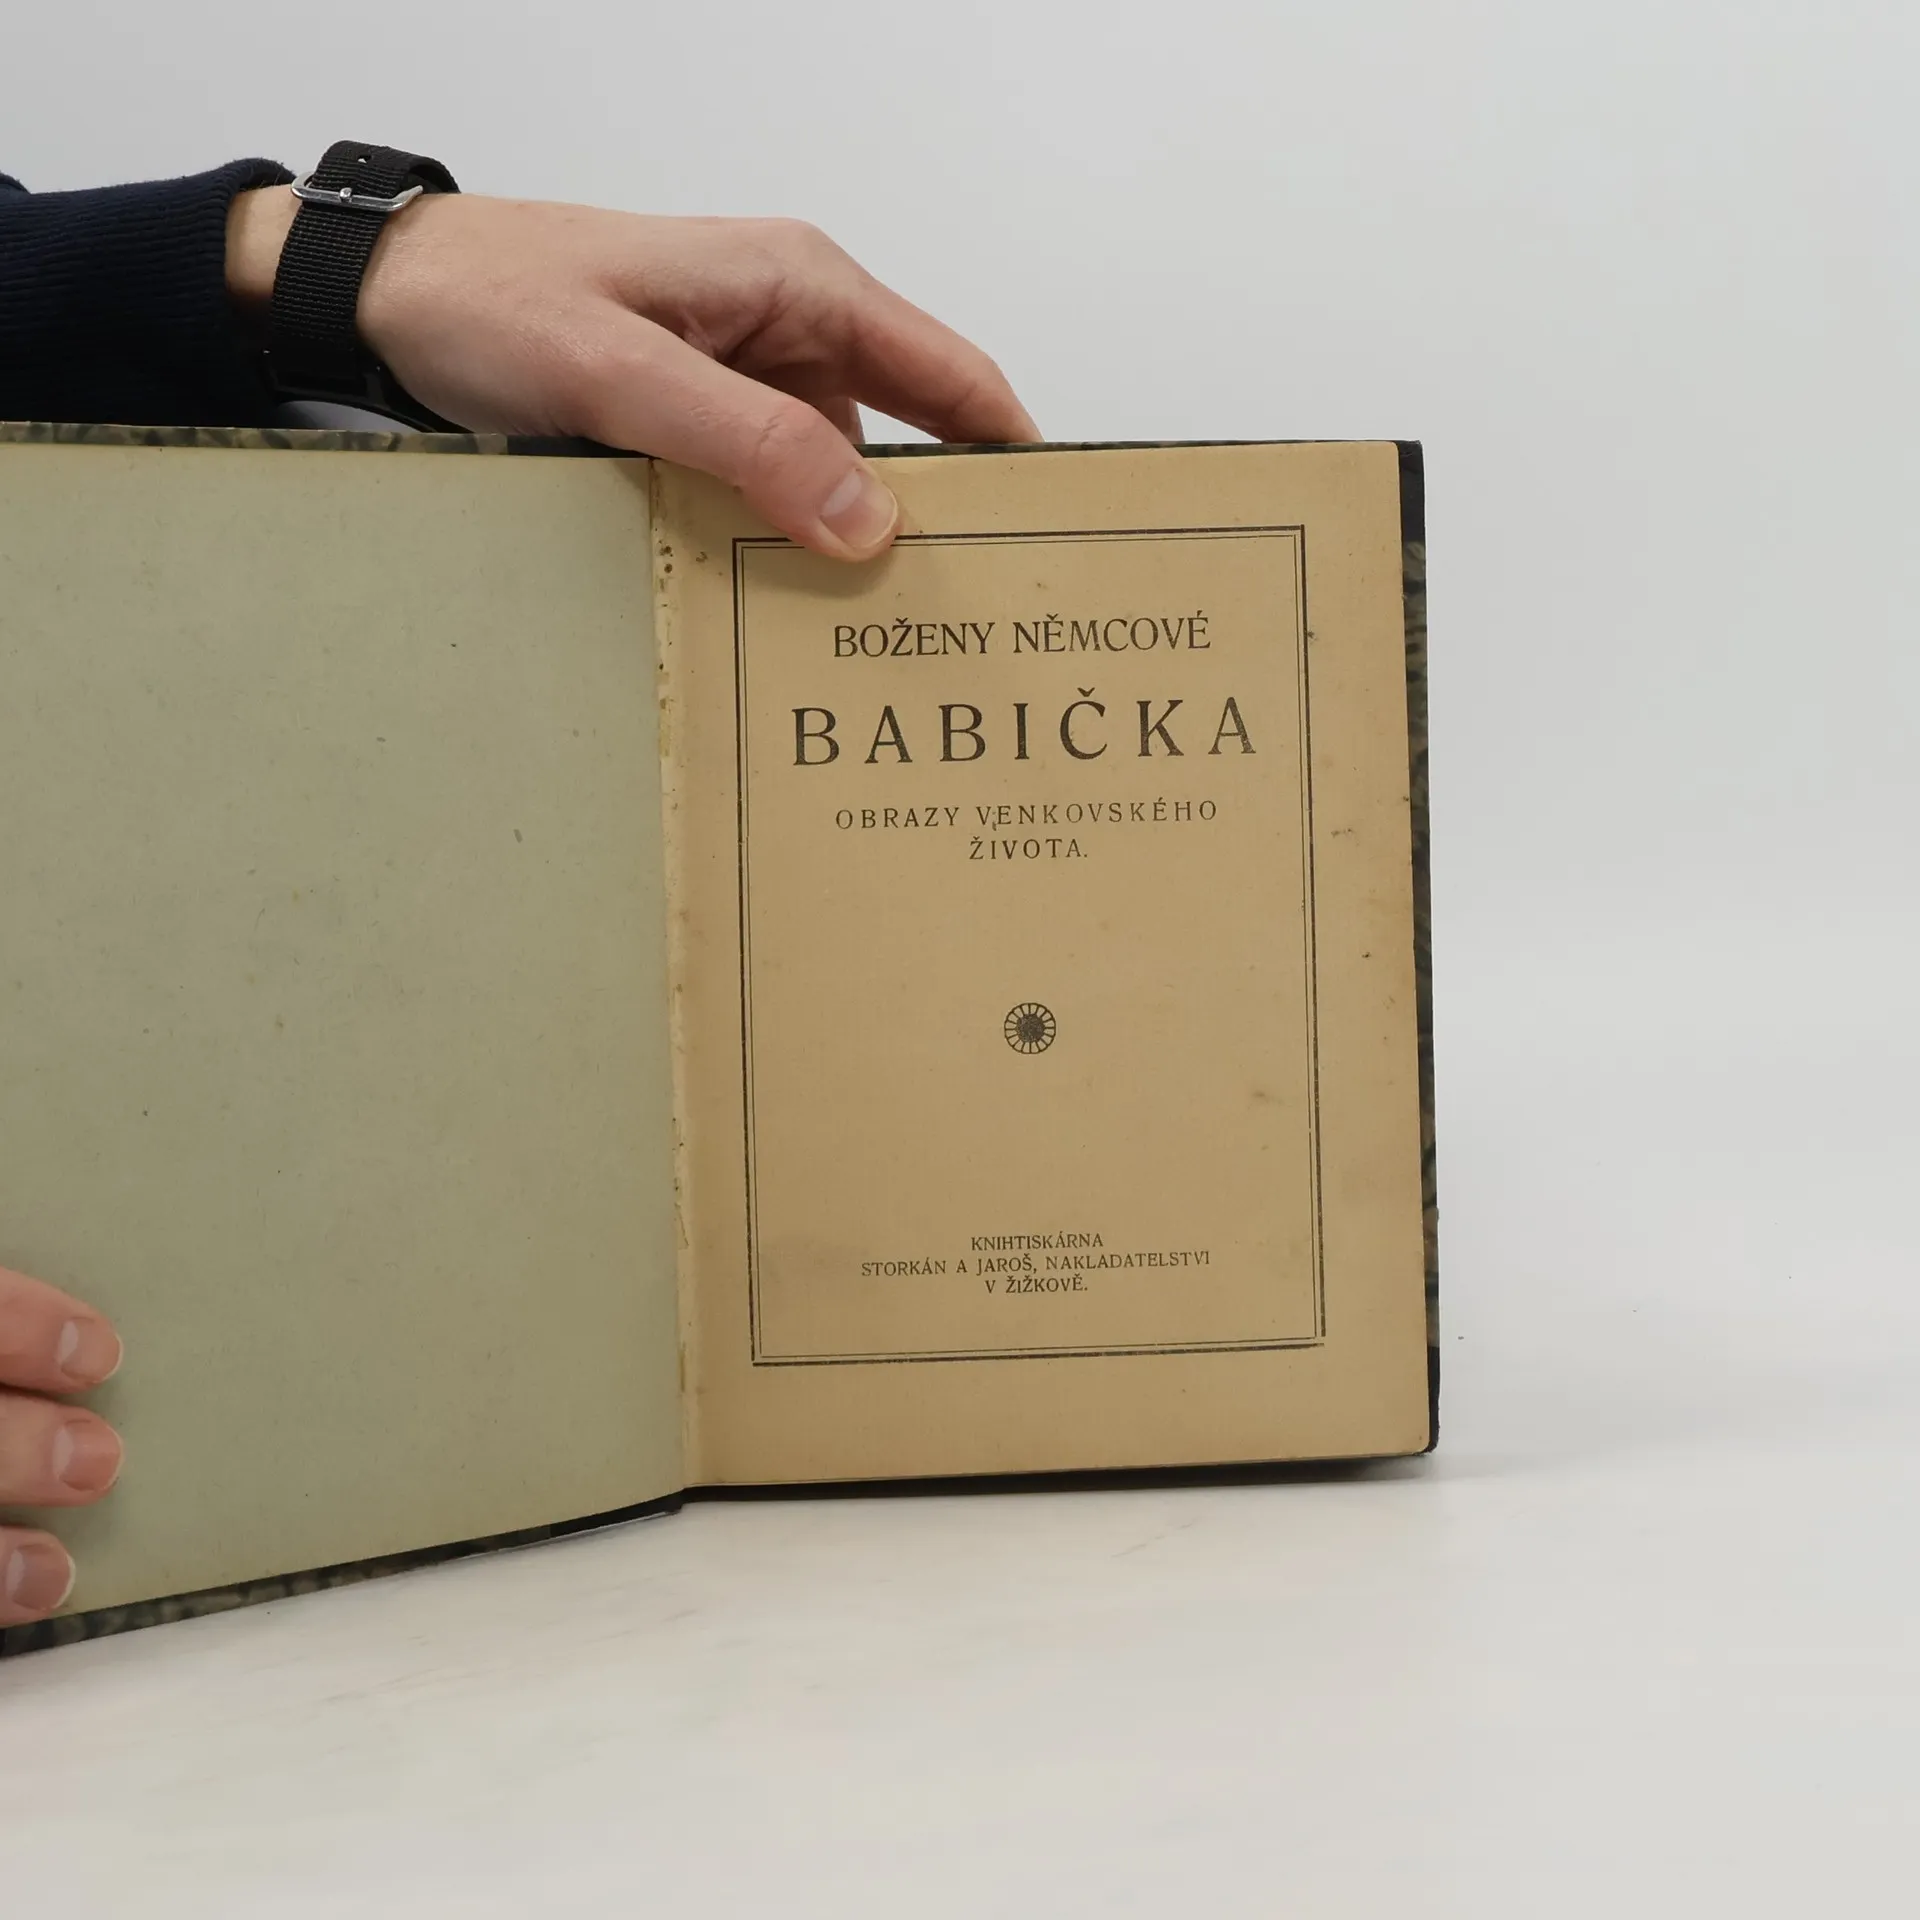 BOŽENY NĚMCOVÉ
BABIČKA
OBRAZY VENKOVSKÉHO
ŽIVOTA.
KNIHTISKÁRNA
STORKÁN A JAROŠ, NAKLADATELSTVI
V ŽIŽKOVĚ.